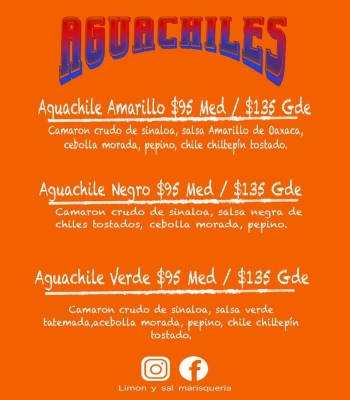 AGUACHILES
Aguachile Amarillo $95 Med / $135 Gde
Camaron crudo de sinaloa, salsa Amarillo de Oaxaca,
cebolla morada, pepino, chile chiltepín tostado.
Aguachile Negro $95 Med / $135 Gde
Camaron crudo de sinaloa, salsa negra de
chiles tostados, cebolla morada, pepino.
Aguachile Verde $95 Med / $135 Gde
Camaron crudo de sinaloa, salsa verde
tatemada,acebolla morada, pepino, chile chiltepín
tostado.
Limon y sal marisqueria